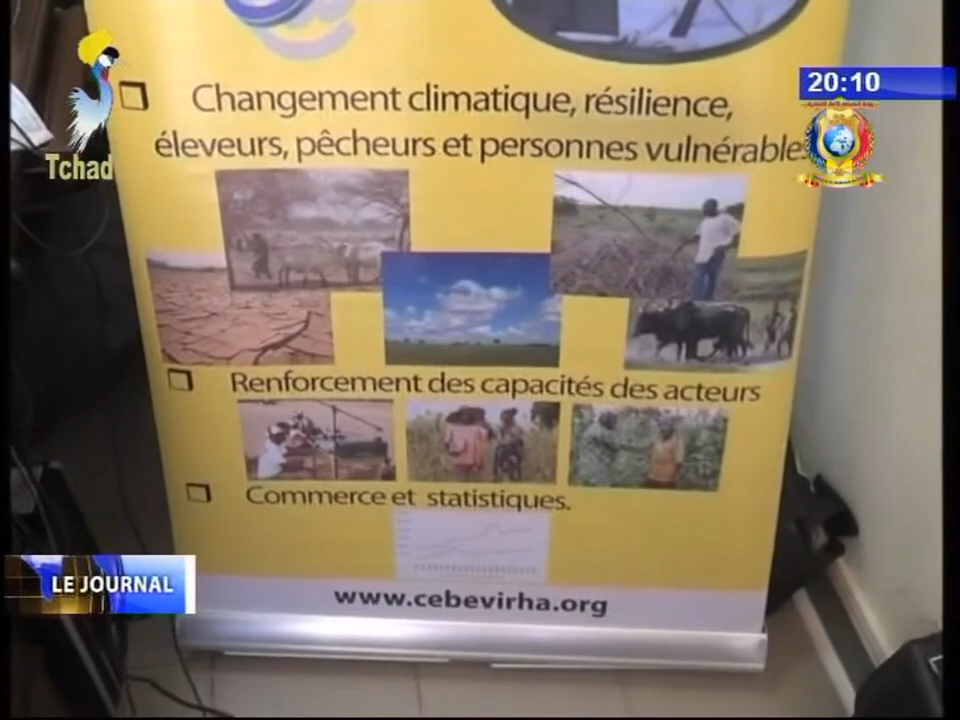 20:10
Tchad
Changement climatique, résilience,
éleveurs, pêcheurs et personnes vulnérable
Renforcement des capacités des acteurs
Commerce et statistiques.
www.cebevirha.org
LE JOURNAL